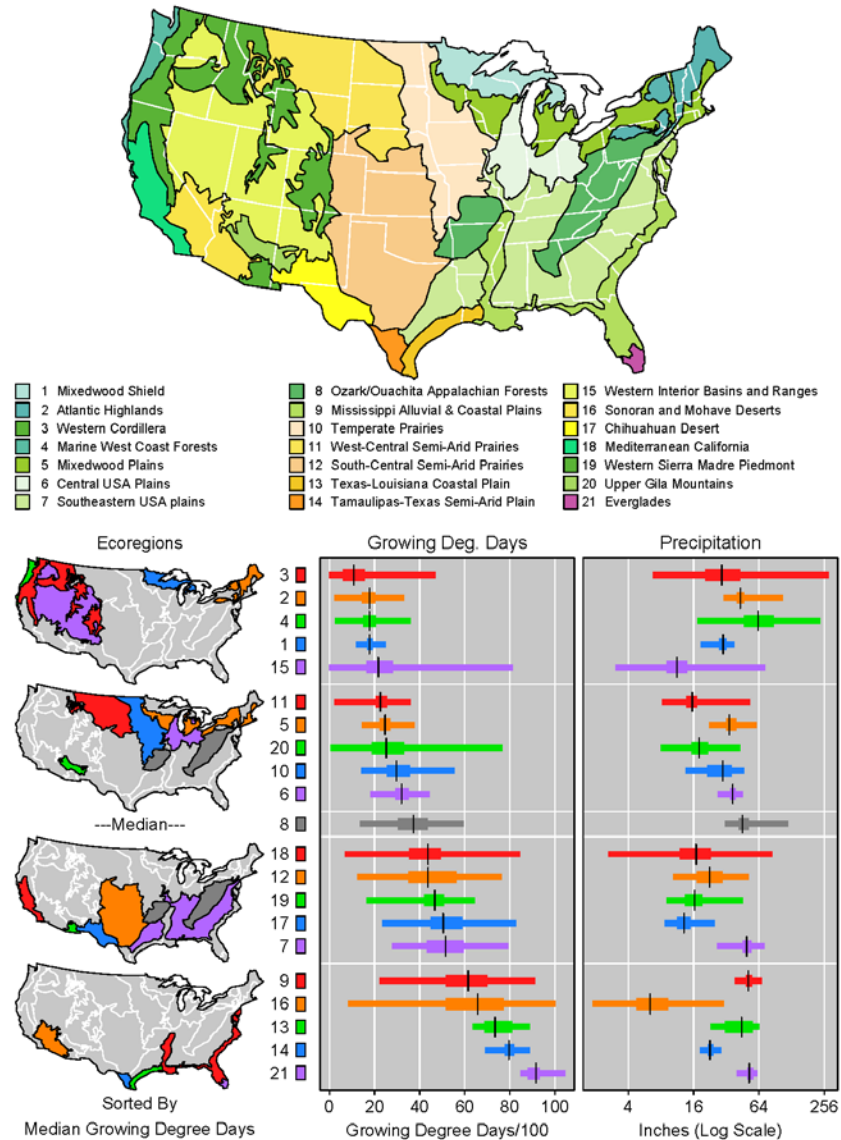 1 Mixedwood Shield
2 Atlantic Highlands
3 Western Cordillera
4 Marine West Coast Forests
5 Mixedwood Plains
6 Central USA Plains
7 Southeastern USA plains
8 Ozark/Ouachita Appalachian Forests
9 Mississippi Alluvial & Coastal Plains
10 Temperate Prairies
11 West-Central Semi-Arid Prairies
12 South-Central Semi-Arid Prairies
13 Texas-Louisiana Coastal Plain
14 Tamaulipas-Texas Semi-Arid Plain
15 Western Interior Basins and Ranges
16 Sonoran and Mohave Deserts
17 Chihuahuan Desert
18 Mediterranean California
19 Western Sierra Madre Piedmont
20 Upper Gila Mountains
21 Everglades
Ecoregions
Growing Deg. Days
Precipitation
3
2
4
1
15
11
5
20
10
6
---Median---
8
18
12
19
17
7
9
16
13
14
21
0 20 40 60 80 100
4 16 64 256
Sorted By
Median Growing Degree Days
Growing Degree Days/100
Inches (Log Scale)